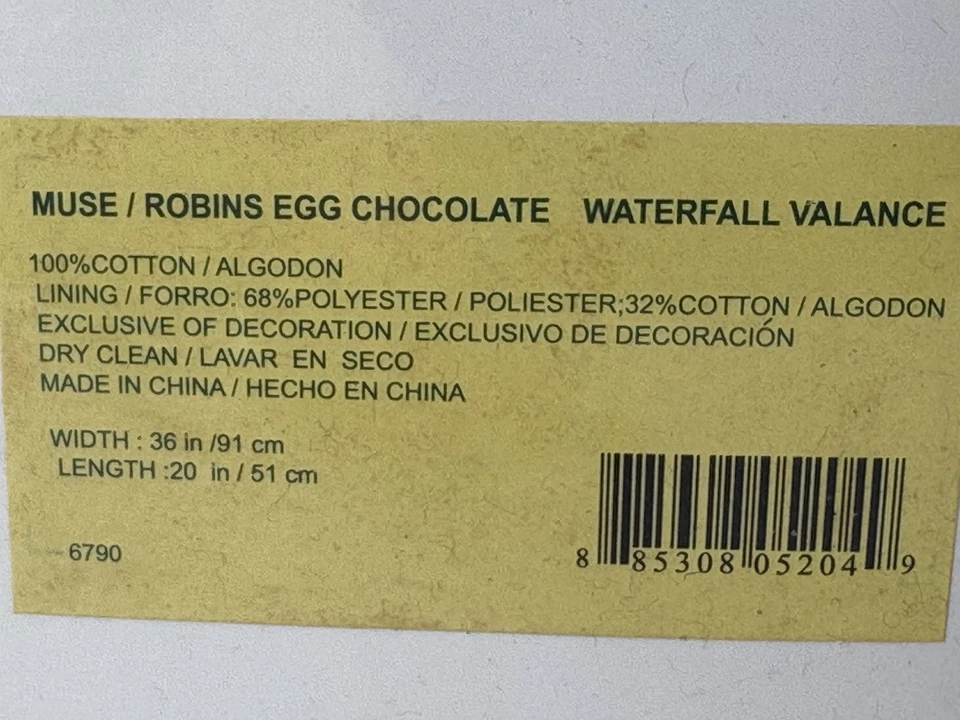 MUSE / ROBINS EGG CHOCOLATE WATERFALL VALANCE
100%COTTON / ALGODON
LINING / FORRO: 68%POLYESTER / POLIESTER;32%COTTON / ALGODON
EXCLUSIVE OF DECORATION / EXCLUSIVO DE DECORACIÓN
DRY CLEAN / LAVAR EN SECO
MADE IN CHINA / HECHO EN CHINA
WIDTH : 36 in /91 cm
LENGTH :20 in / 51 cm
6790
8 85308 05204 9